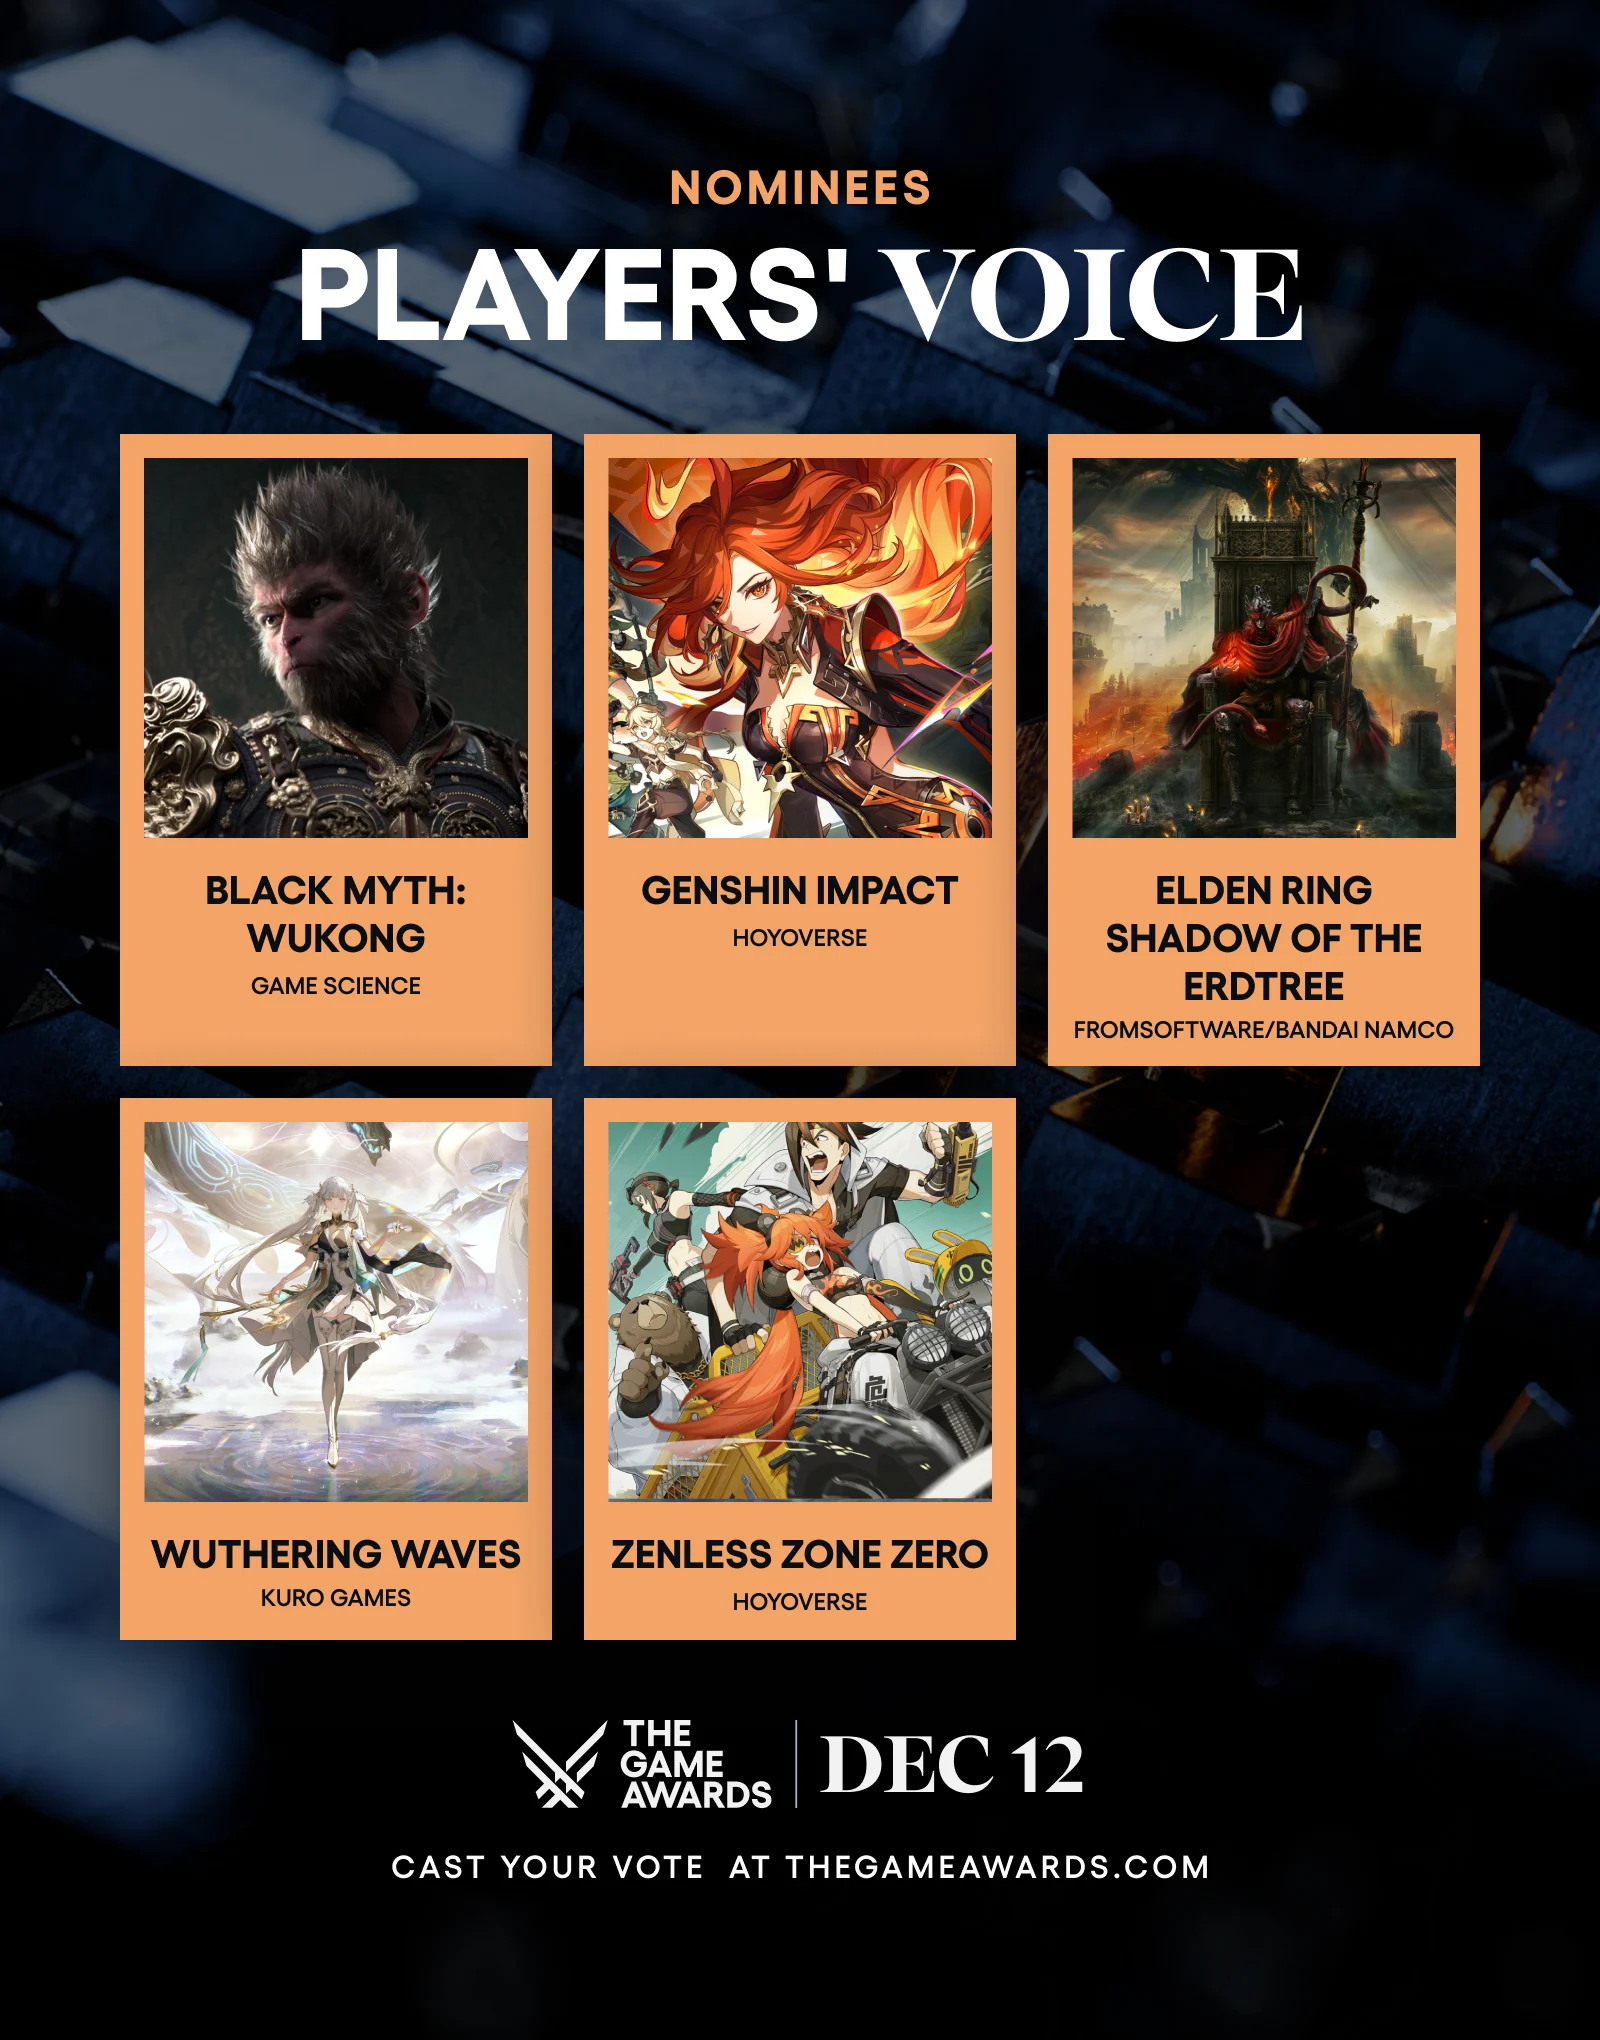 NOMINEES
PLAYERS' VOICE
BLACK MYTH:
WUKONG
GAME SCIENCE
GENSHIN IMPACT
HOYOVERSE
ELDEN RING
SHADOW OF THE
ERDTREE
FROMSOFTWARE/BANDAI NAMCO
WUTHERING WAVES
KURO GAMES
ZENLESS ZONE ZERO
HOYOVERSE
THE
GAME
AWARDS
DEC 12
CAST YOUR VOTE AT THEGAMEAWARDS.COM